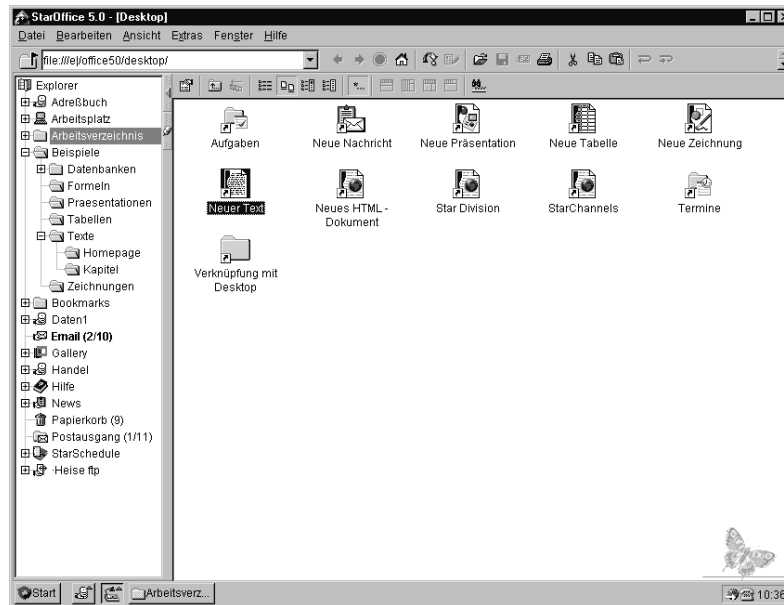 StarOffice 5.0 - [Desktop]
Datei Bearbeiten Ansicht Extras Fenster Hilfe
file:///e|/office50/desktop/
Explorer
Adreßbuch
Arbeitsplatz
Arbeitsverzeichnis
Beispiele
Datenbanken
Formeln
Praesentationen
Tabellen
Texte
Homepage
Kapitel
Zeichnungen
Bookmarks
Daten1
Email (2/10)
Gallery
Handel
Hilfe
News
Papierkorb (9)
Postausgang (1/11)
StarSchedule
·Heise ftp
Aufgaben Neue Nachricht Neue Präsentation Neue Tabelle Neue Zeichnung
Neuer Text Neues HTML- Star Division StarChannels Termine
Dokument
Verknüpfung mit
Desktop
Start Arbeitsverz... 10:36